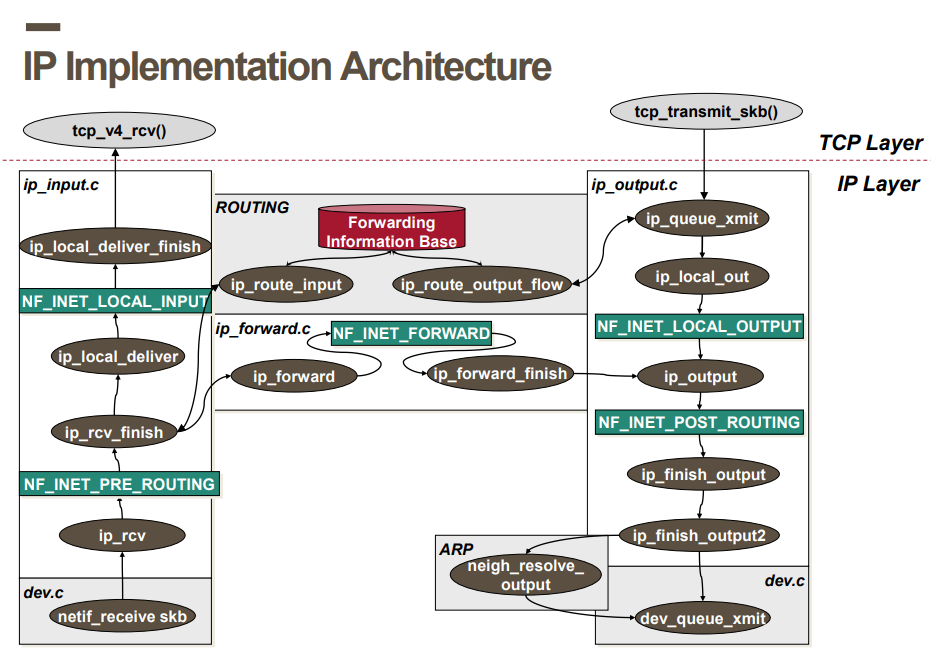 IP Implementation Architecture
tcp_v4_rcv()
tcp_transmit_skb()
TCP Layer
IP Layer
ip_input.c
ip_local_deliver_finish
NF_INET_LOCAL_INPUT
ip_local_deliver
ip_rcv_finish
NF_INET_PRE_ROUTING
ip_rcv
dev.c
netif_receive skb
ROUTING
Forwarding
Information Base
ip_route_input
ip_route_output_flow
ip_forward.c
NF_INET_FORWARD
ip_forward
ip_forward_finish
ip_output.c
ip_queue_xmit
ip_local_out
NF_INET_LOCAL_OUTPUT
ip_output
NF_INET_POST_ROUTING
ip_finish_output
ip_finish_output2
ARP
neigh_resolve_
output
dev.c
dev_queue_xmit